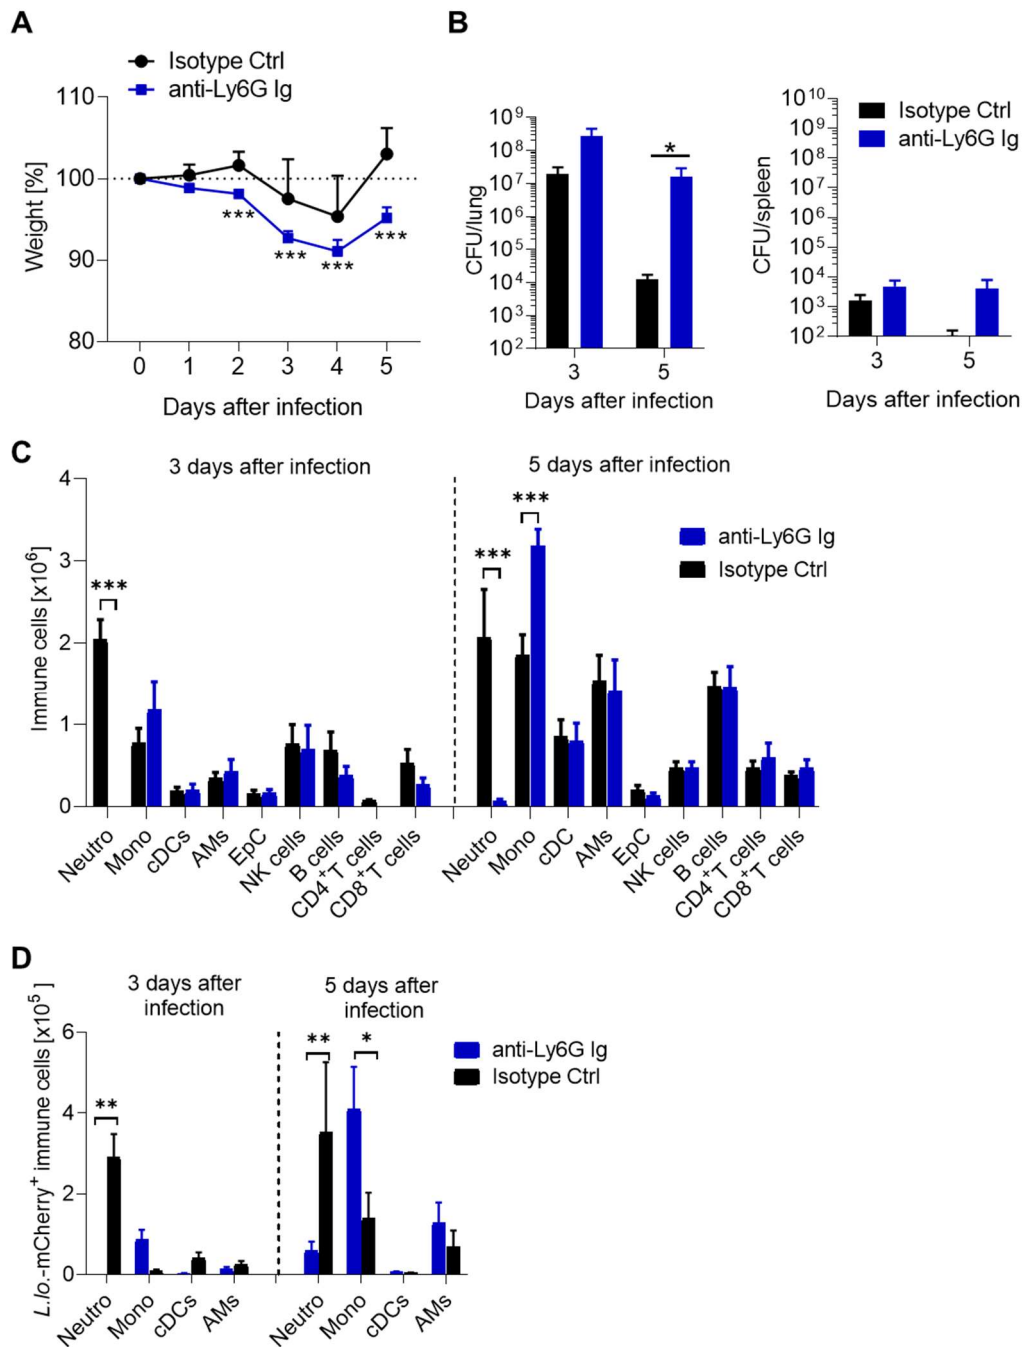 A
Isotype Ctrl
anti-Ly6G Ig
Weight [%]
110
100
90
80
***
***
***
***
0 1 2 3 4 5
Days after infection
B
CFU/lung
10⁹
10⁸
10⁷
10⁶
10⁵
10⁴
10³
10²
*
3 5
Days after infection
CFU/spleen
10¹⁰
10⁹
10⁸
10⁷
10⁶
10⁵
10⁴
10³
10²
Isotype Ctrl
anti-Ly6G Ig
3 5
Days after infection
C
3 days after infection
5 days after infection
Immune cells [x10⁶]
4
3
2
1
0
***
***
***
anti-Ly6G Ig
Isotype Ctrl
Neutro
Mono
cDCs
AMs
EpC
NK cells
B cells
CD4⁺T cells
CD8⁺T cells
Neutro
Mono
cDC
AMs
EpC
NK cells
B cells
CD4⁺T cells
CD8⁺T cells
D
3 days after
infection
5 days after
infection
L.lo.-mCherry⁺ immune cells [x10⁵ ]
6
4
2
0
**
**
*
anti-Ly6G Ig
Isotype Ctrl
Neutro
Mono
cDCs
AMs
Neutro
Mono
cDCs
AMs